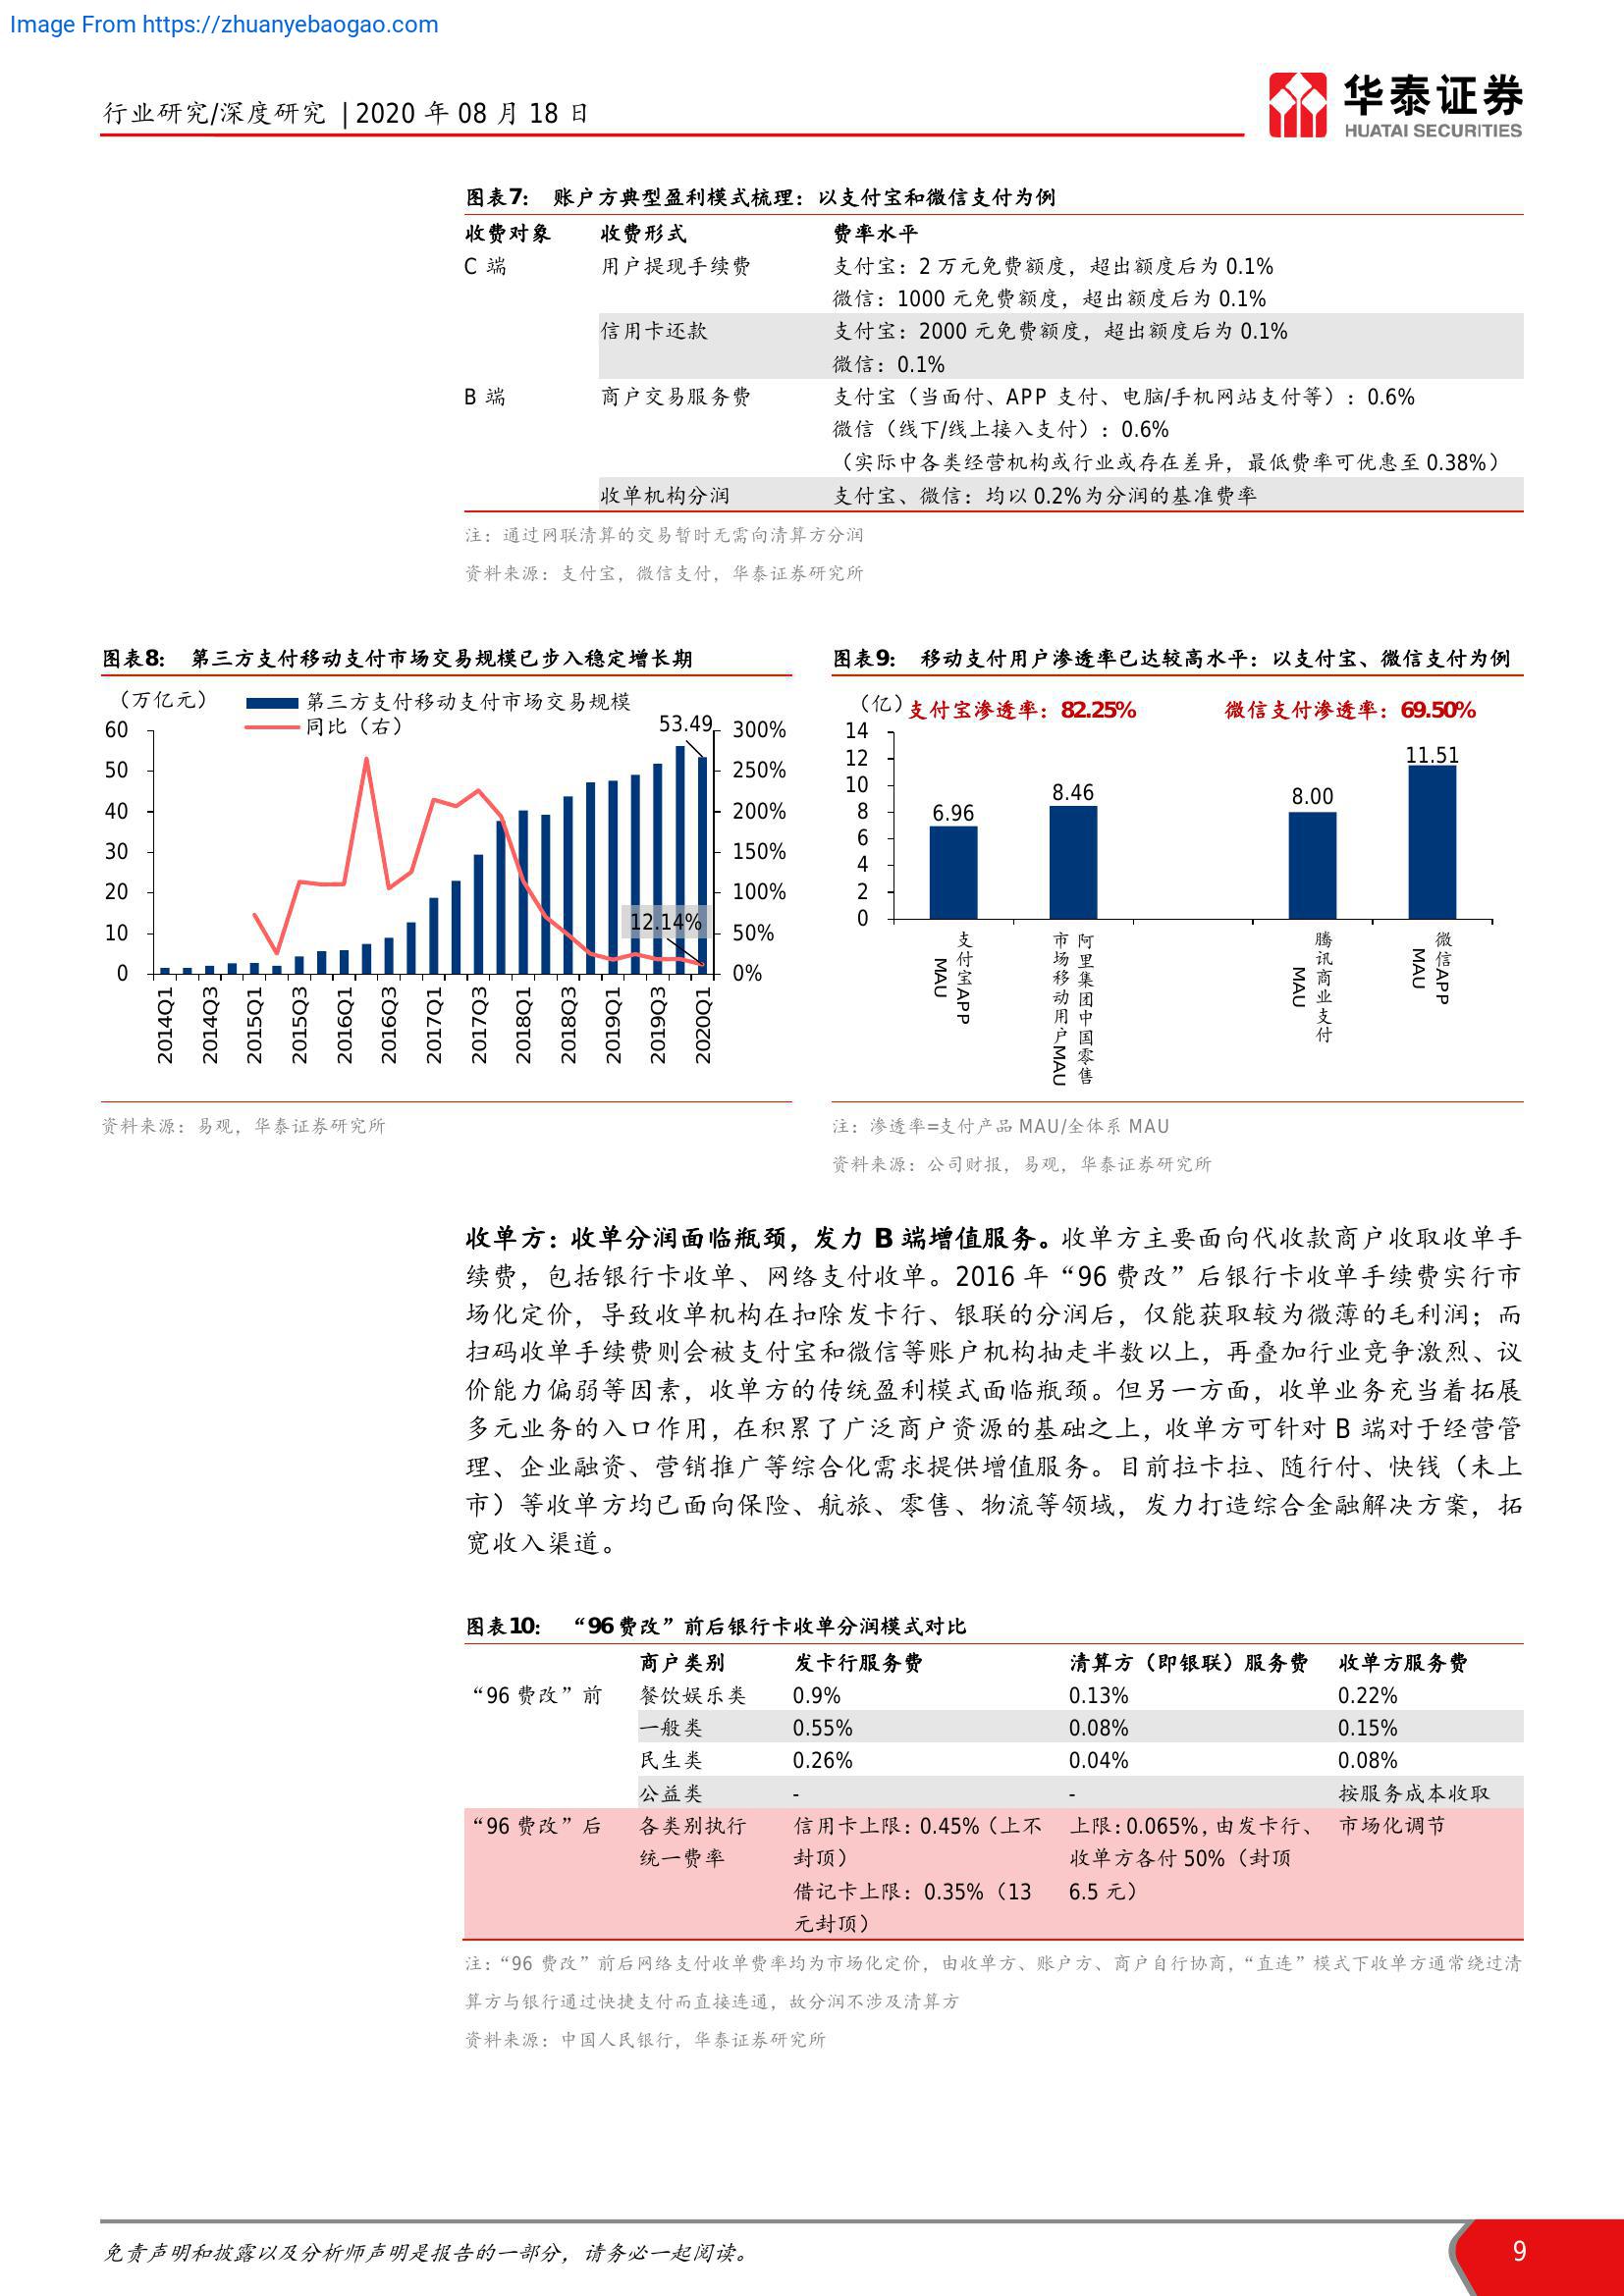 Image From https://zhuanyebaogao.com
行业研究/深度研究 | 2020 年 08 月 18 日
华泰证券
HUATAI SECURITIES
图表7： 账户方典型盈利模式梳理：以支付宝和微信支付为例
收费对象 收费形式 费率水平
C 端 用户提现手续费 支付宝：2 万元免费额度，超出额度后为 0.1%
微信：1000 元免费额度，超出额度后为 0.1%
信用卡还款 支付宝：2000 元免费额度，超出额度后为 0.1%
微信：0.1%
B 端 商户交易服务费 支付宝（当面付、APP 支付、电脑/手机网站支付等）：0.6%
微信（线下/线上接入支付）：0.6%
（实际中各类经营机构或行业或存在差异，最低费率可优惠至 0.38%）
收单机构分润 支付宝、微信：均以 0.2%为分润的基准费率
注：通过网联清算的交易暂时无需向清算方分润
资料来源：支付宝，微信支付，华泰证券研究所
图表8： 第三方支付移动支付市场交易规模已步入稳定增长期
（万亿元）
第三方支付移动支付市场交易规模
同比（右）
53.49
12.14%
60
50
40
30
20
10
0
300%
250%
200%
150%
100%
50%
0%
2014Q1
2014Q3
2015Q1
2015Q3
2016Q1
2016Q3
2017Q1
2017Q3
2018Q1
2018Q3
2019Q1
2019Q3
2020Q1
资料来源：易观，华泰证券研究所
图表9： 移动支付用户渗透率已达较高水平：以支付宝、微信支付为例
（亿）
支付宝渗透率：82.25% 微信支付渗透率：69.50%
14
12
10
8
6
4
2
0
6.96
8.46
8.00
11.51
支付宝APP
MAU
阿里集团中国零售
市场移动用户MAU
腾讯商业支付
MAU
微信APP
MAU
注：渗透率=支付产品 MAU/全体系 MAU
资料来源：公司财报，易观，华泰证券研究所
收单方：收单分润面临瓶颈，发力 B 端增值服务。收单方主要面向代收款商户收取收单手
续费，包括银行卡收单、网络支付收单。2016 年“96 费改”后银行卡收单手续费实行市
场化定价，导致收单机构在扣除发卡行、银联的分润后，仅能获取较为微薄的毛利润；而
扫码收单手续费则会被支付宝和微信等账户机构抽走半数以上，再叠加行业竞争激烈、议
价能力偏弱等因素，收单方的传统盈利模式面临瓶颈。但另一方面，收单业务充当着拓展
多元业务的入口作用，在积累了广泛商户资源的基础之上，收单方可针对 B 端对于经营管
理、企业融资、营销推广等综合化需求提供增值服务。目前拉卡拉、随行付、快钱（未上
市）等收单方均已面向保险、航旅、零售、物流等领域，发力打造综合金融解决方案，拓
宽收入渠道。
图表10： “96 费改”前后银行卡收单分润模式对比
商户类别 发卡行服务费 清算方（即银联）服务费 收单方服务费
“96 费改”前 餐饮娱乐类 0.9% 0.13% 0.22%
一般类 0.55% 0.08% 0.15%
民生类 0.26% 0.04% 0.08%
公益类 - - 按服务成本收取
“96 费改”后 各类别执行 信用卡上限：0.45%（上不 上限：0.065%，由发卡行、 市场化调节
统一费率 封顶） 收单方各付 50%（封顶
借记卡上限：0.35%（13 6.5 元）
元封顶）
注：“96 费改”前后网络支付收单费率均为市场化定价，由收单方、账户方、商户自行协商，“直连”模式下收单方通常绕过清
算方与银行通过快捷支付而直接连通，故分润不涉及清算方
资料来源：中国人民银行，华泰证券研究所
免责声明和披露以及分析师声明是报告的一部分，请务必一起阅读。 9